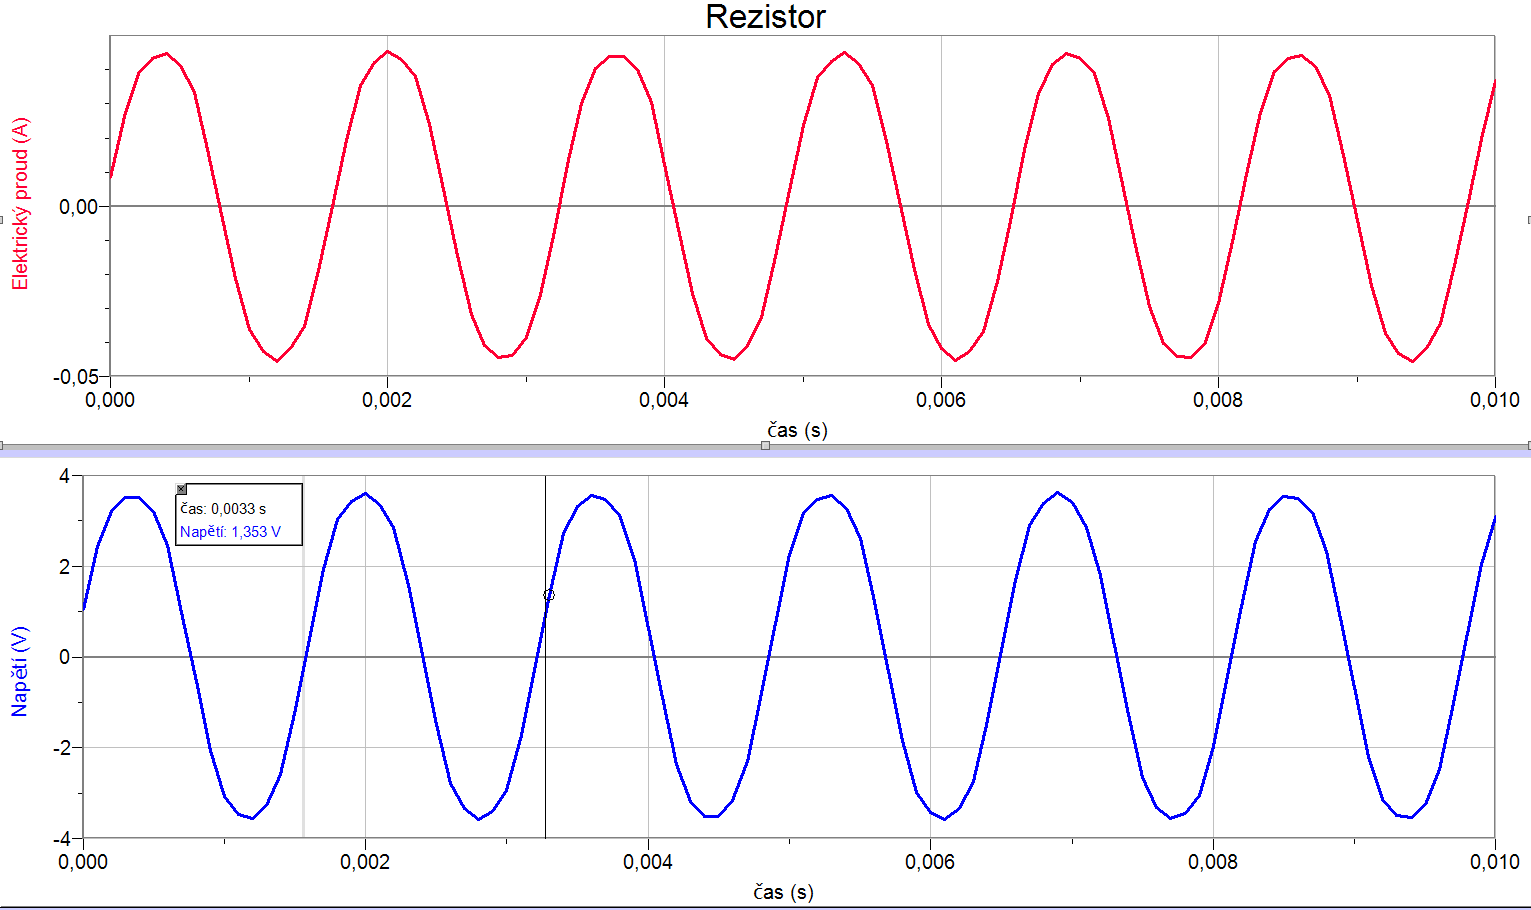 Rezistor
Elektrický proud (A)
0,00
-0,05
0,000 0,002 0,004 0,006 0,008 0,010
čas (s)
4
čas: 0,0033 s
Napětí: 1,353 V
2
Napětí (V)
0
-2
-4
0,000 0,002 0,004 0,006 0,008 0,010
čas (s)